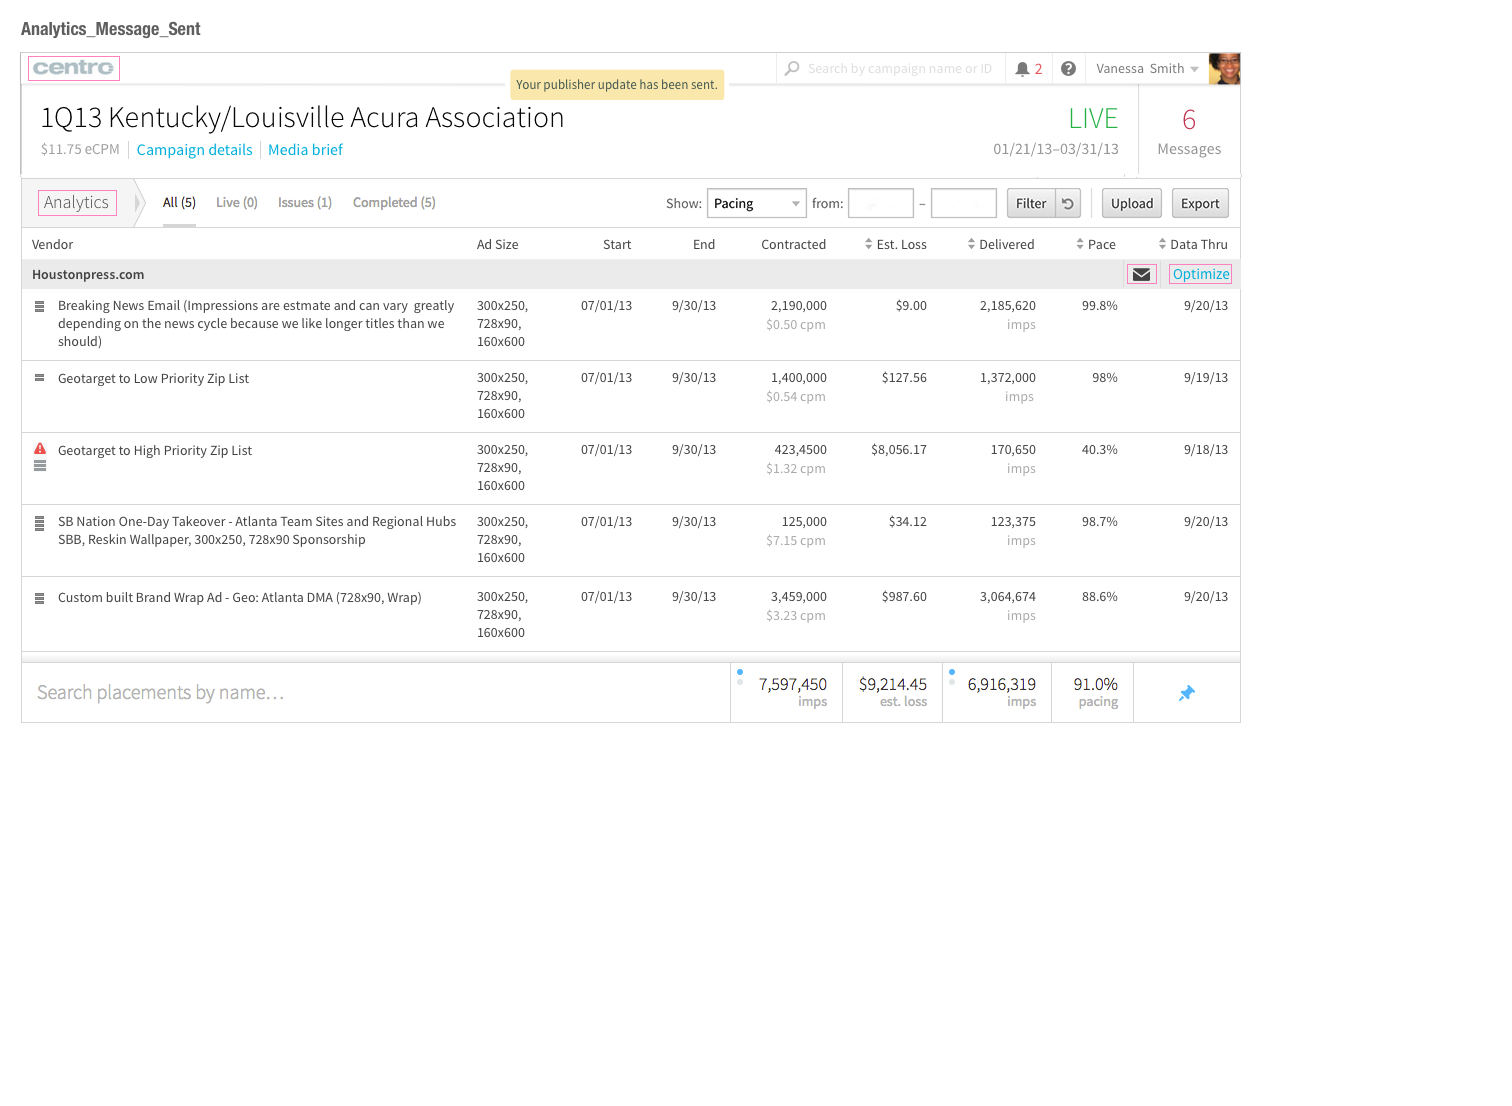 Analytics_Message_Sent
centro
Search by campaign name or ID
2
?
Vanessa Smith
Your publisher update has been sent.
1Q13 Kentucky/Louisville Acura Association
LIVE
6
$11.75 eCPM
Campaign details
Media brief
01/21/13–03/31/13
Messages
Analytics
All (5)
Live (0)
Issues (1)
Completed (5)
Show:
Pacing
from:
–
Filter
Upload
Export
Vendor
Ad Size
Start
End
Contracted
Est. Loss
Delivered
Pace
Data Thru
Houstonpress.com
Optimize
Breaking News Email (Impressions are estmate and can vary greatly
depending on the news cycle because we like longer titles than we
should)
300x250,
728x90,
160x600
07/01/13
9/30/13
2,190,000
$0.50 cpm
$9.00
2,185,620
imps
99.8%
9/20/13
Geotarget to Low Priority Zip List
300x250,
728x90,
160x600
07/01/13
9/30/13
1,400,000
$0.54 cpm
$127.56
1,372,000
imps
98%
9/19/13
Geotarget to High Priority Zip List
300x250,
728x90,
160x600
07/01/13
9/30/13
423,4500
$1.32 cpm
$8,056.17
170,650
imps
40.3%
9/18/13
SB Nation One-Day Takeover - Atlanta Team Sites and Regional Hubs
SBB, Reskin Wallpaper, 300x250, 728x90 Sponsorship
300x250,
728x90,
160x600
07/01/13
9/30/13
125,000
$7.15 cpm
$34.12
123,375
imps
98.7%
9/20/13
Custom built Brand Wrap Ad - Geo: Atlanta DMA (728x90, Wrap)
300x250,
728x90,
160x600
07/01/13
9/30/13
3,459,000
$3.23 cpm
$987.60
3,064,674
imps
88.6%
9/20/13
Search placements by name...
7,597,450
imps
$9,214.45
est. loss
6,916,319
imps
91.0%
pacing